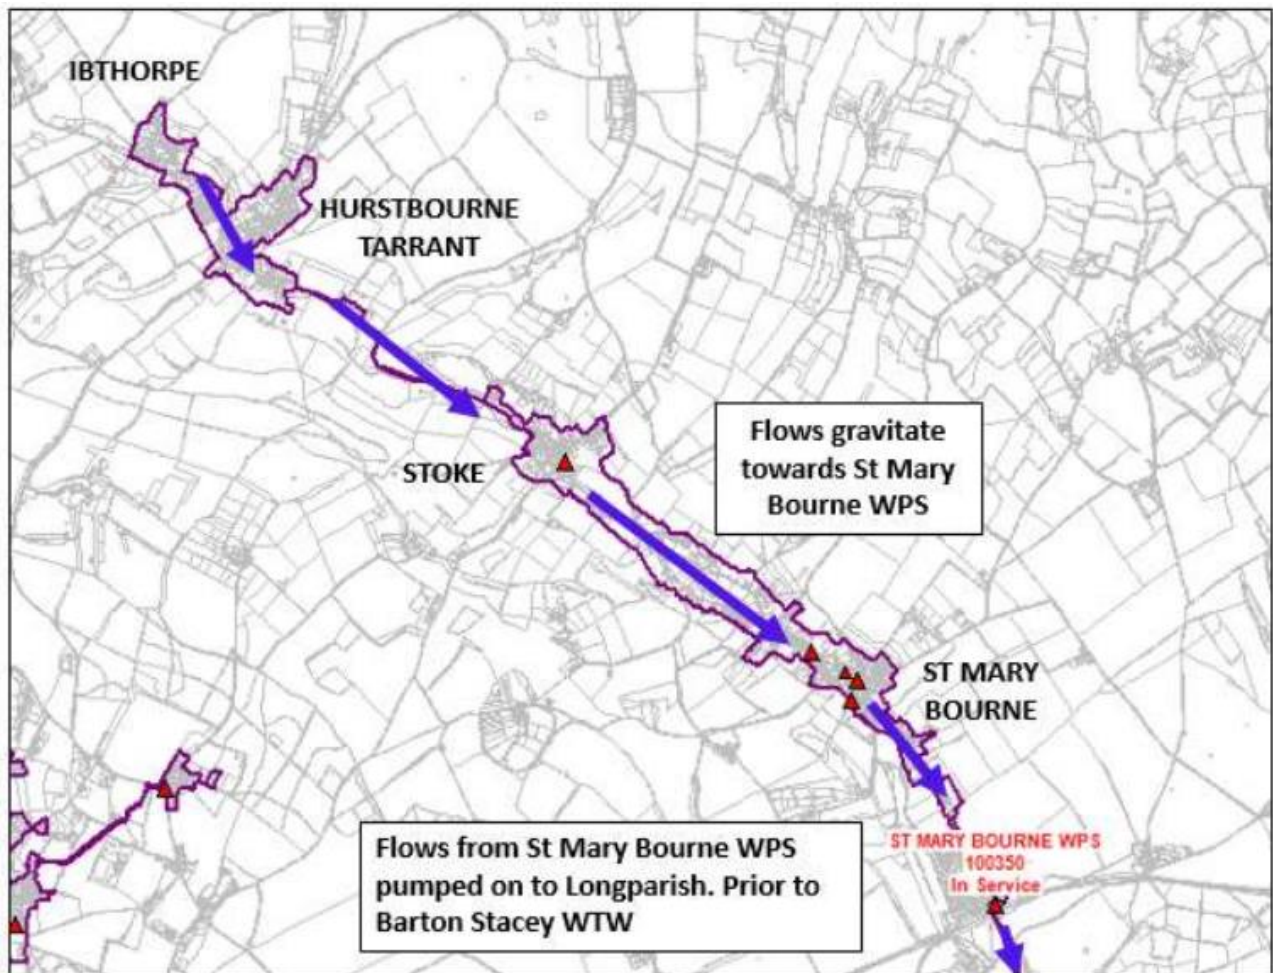 IBTHORPE
HURSTBOURNE
TARRANT
STOKE
Flows gravitate
towards St Mary
Bourne WPS
ST MARY
BOURNE
ST MARY BOURNE WPS
100350
In Service
Flows from St Mary Bourne WPS
pumped on to Longparish. Prior to
Barton Stacey WTW